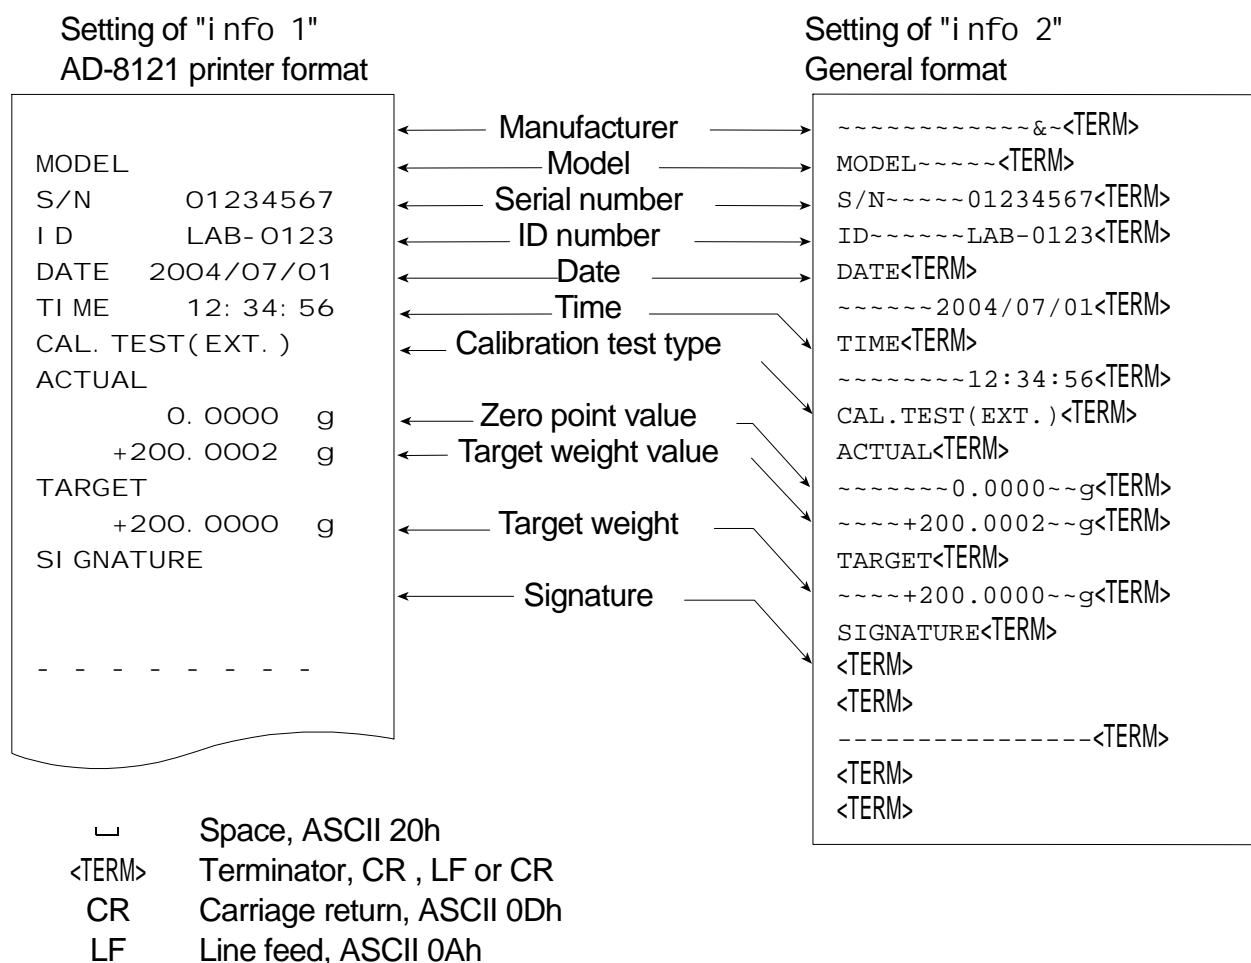 Setting of "info 1"
AD-8121 printer format
MODEL
S/N 01234567
ID LAB-0123
DATE 2004/07/01
TIME 12:34:56
CAL.TEST(EXT.)
ACTUAL
0.0000 g
+200.0002 g
TARGET
+200.0000 g
SIGNATURE
- - - - - - - -
Manufacturer
Model
Serial number
ID number
Date
Time
Calibration test type
Zero point value
Target weight value
Target weight
Signature
Setting of "info 2"
General format
~~~~~~~~~~~~&~<TERM>
MODEL~~~~~<TERM>
S/N~~~~~01234567<TERM>
ID~~~~~~LAB-0123<TERM>
DATE<TERM>
~~~~~~2004/07/01<TERM>
TIME<TERM>
~~~~~~~~12:34:56<TERM>
CAL.TEST(EXT.)<TERM>
ACTUAL<TERM>
~~~~~~~0.0000~~g<TERM>
~~~~+200.0002~~g<TERM>
TARGET<TERM>
~~~~+200.0000~~g<TERM>
SIGNATURE<TERM>
<TERM>
<TERM>
----------------<TERM>
<TERM>
<TERM>
⌴ Space, ASCII 20h
<TERM> Terminator, CR , LF or CR
CR Carriage return, ASCII 0Dh
LF Line feed, ASCII 0Ah